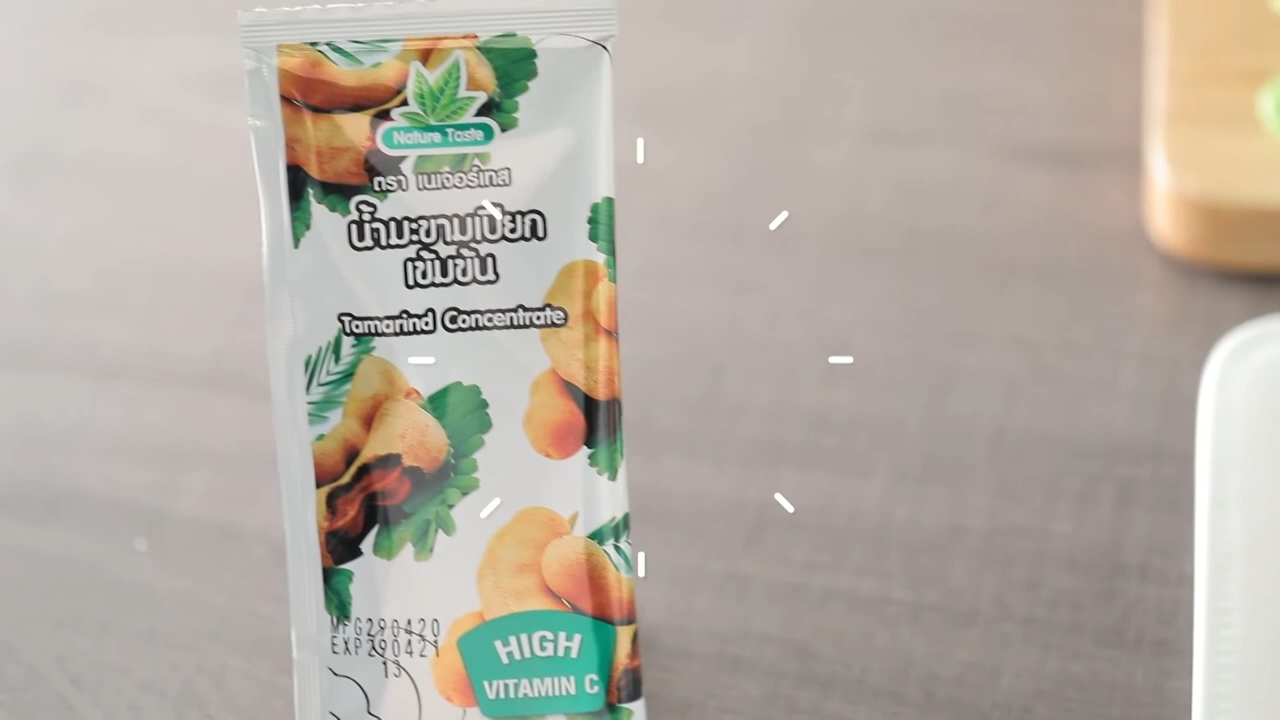 Nature Taste
ตรา เนเจอร์เทส
น้ำมะขามเปียก
เข้มข้น
Tamarind Concentrate
MFG290420
EXP290421
13
HIGH
VITAMIN C